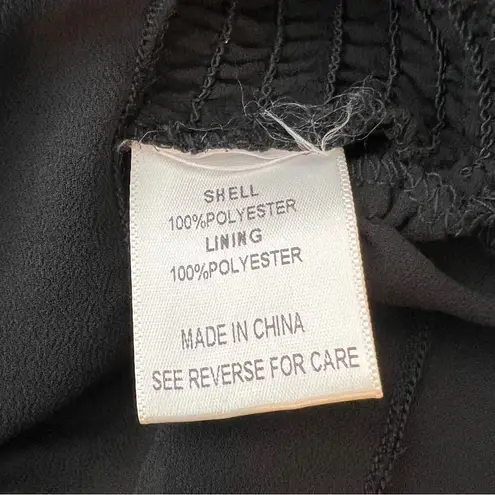 SHELL
100%POLYESTER
LINING
100%POLYESTER
MADE IN CHINA
SEE REVERSE FOR CARE